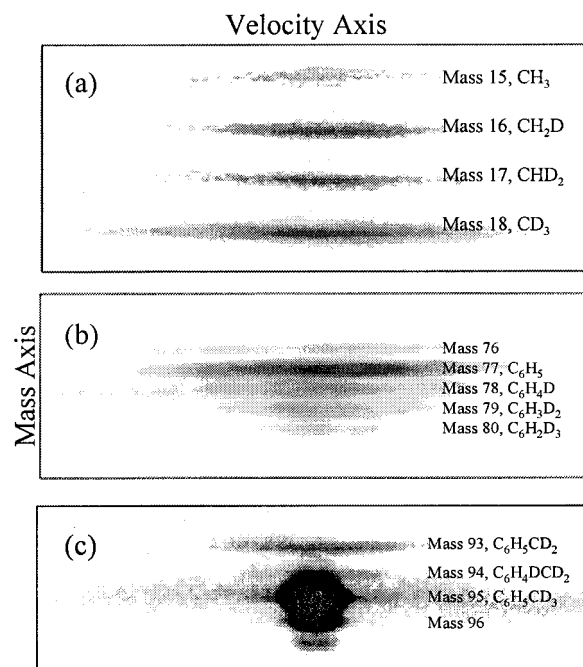 Velocity Axis
(a)
Mass 15, CH₃
Mass 16, CH₂D
Mass 17, CHD₂
Mass 18, CD₃
Mass Axis
(b)
Mass 76
Mass 77, C₆H₅
Mass 78, C₆H₄D
Mass 79, C₆H₃D₂
Mass 80, C₆H₂D₃
(c)
Mass 93, C₆H₅CD₂
Mass 94, C₆H₄DCD₂
Mass 95, C₆H₅CD₃
Mass 96